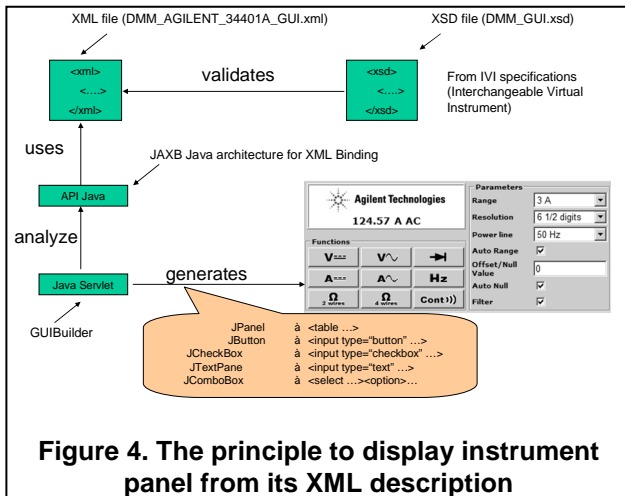 XML file (DMM_AGILENT_34401A_GUI.xml)
XSD file (DMM_GUI.xsd)
<xml>
<....>
</xml>
validates
<xsd>
<....>
</xsd>
From IVI specifications
(Interchangeable Virtual
Instrument)
uses
JAXB Java architecture for XML Binding
API Java
analyze
Java Servlet
generates
GUIBuilder
Agilent Technologies
124.57 A AC
Functions
V
V
A
A
Hz
Ω
2 wires
Ω
4 wires
Cont
Parameters
Range 3 A
Resolution 6 1/2 digits
Power line 50 Hz
Auto Range
Offset/Null
Value 0
Auto Null
Filter
JPanel à <table …>
JButton à <input type="button" …>
JCheckBox à <input type="checkbox" …>
JTextPane à <input type="text" …>
JComboBox à <select …><option>…
Figure 4. The principle to display instrument
panel from its XML description